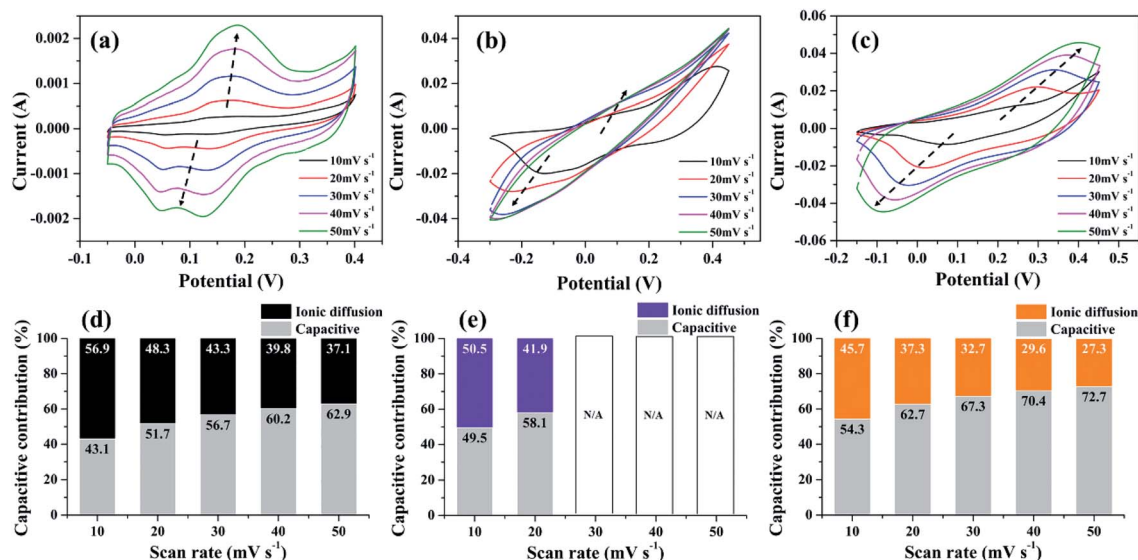 (a)
0.002
0.001
0.000
-0.001
-0.002
Current (A)
10mV s⁻¹
20mV s⁻¹
30mV s⁻¹
40mV s⁻¹
50mV s⁻¹
-0.1 0.0 0.1 0.2 0.3 0.4 0.5
Potential (V)
(b)
0.04
0.02
0.00
-0.02
-0.04
Current (A)
10mV s⁻¹
20mV s⁻¹
30mV s⁻¹
40mV s⁻¹
50mV s⁻¹
-0.4 -0.2 0.0 0.2 0.4
Potential (V)
(c)
0.06
0.04
0.02
0.00
-0.02
-0.04
-0.06
Current (A)
10mV s⁻¹
20mV s⁻¹
30mV s⁻¹
40mV s⁻¹
50mV s⁻¹
-0.2 -0.1 0.0 0.1 0.2 0.3 0.4 0.5
Potential (V)
(d)
Ionic diffusion
Capacitive
Capacitive contribution (%)
100
80
60
40
20
0
56.9 48.3 43.3 39.8 37.1
43.1 51.7 56.7 60.2 62.9
10 20 30 40 50
Scan rate (mV s⁻¹)
(e)
Ionic diffusion
Capacitive
Capacitive contribution (%)
100
80
60
40
20
0
50.5 41.9
N/A N/A N/A
49.5 58.1
10 20 30 40 50
Scan rate (mV s⁻¹)
(f)
Ionic diffusion
Capacitive
Capacitive contribution (%)
100
80
60
40
20
0
45.7 37.3 32.7 29.6 27.3
54.3 62.7 67.3 70.4 72.7
10 20 30 40 50
Scan rate (mV s⁻¹)